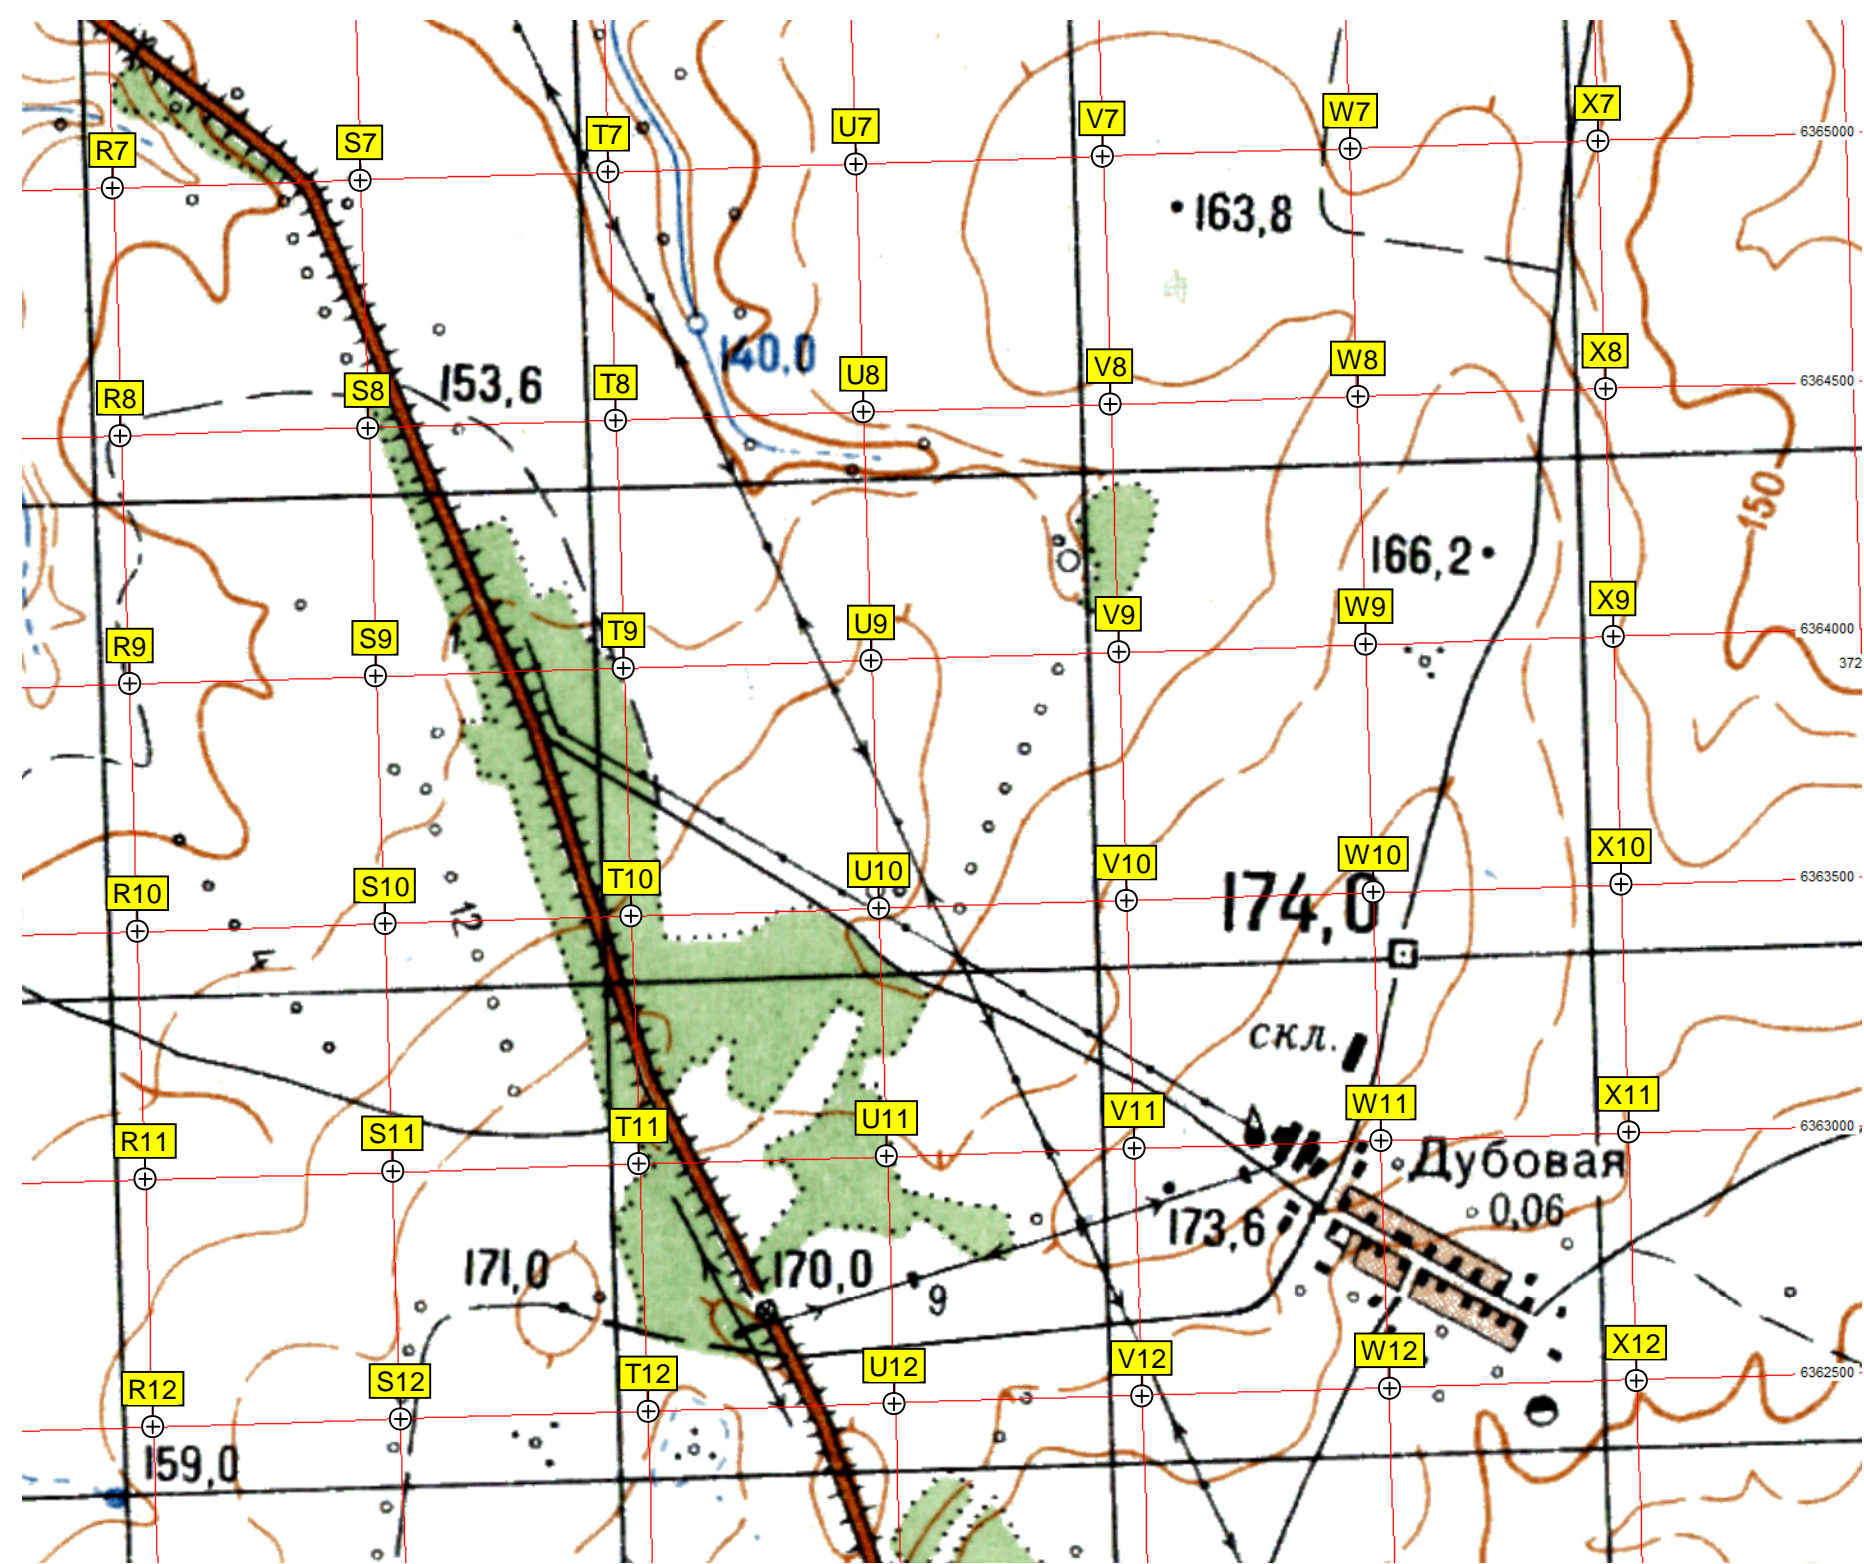 R7 S7 T7 U7 V7 W7 X7
6365000
163,8
140.0
153,6
R8 S8 T8 U8 V8 W8 X8
6364500
150
166,2
R9 S9 T9 U9 V9 W9 X9
6364000
372
R10 S10 T10 U10 V10 W10 X10
6363500
174,0
12
скл.
R11 S11 T11 U11 V11 W11 X11
6363000
Дубовая
0,06
173,6
171,0
170,0
9
R12 S12 T12 U12 V12 W12 X12
6362500
159,0